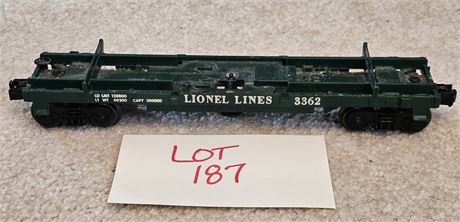 LD LMT 128800
LT WT 40200 CAPY 100000
LIONEL LINES 3362
LOT
187